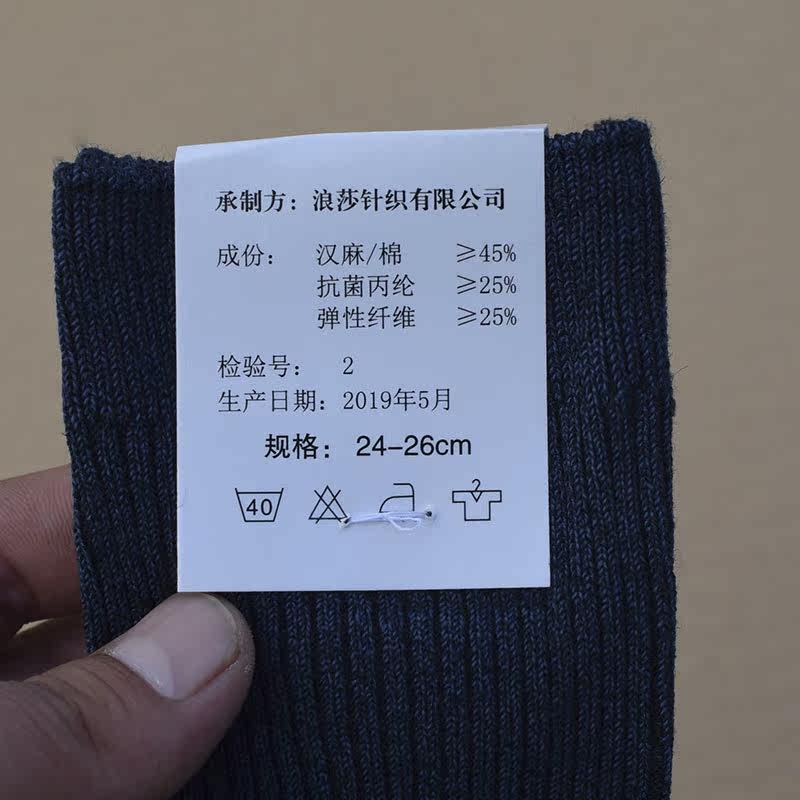 承制方：浪莎针织有限公司
成份： 汉麻/棉 ≥45%
抗菌丙纶 ≥25%
弹性纤维 ≥25%
检验号： 2
生产日期：2019年5月
规格： 24-26cm
40
2